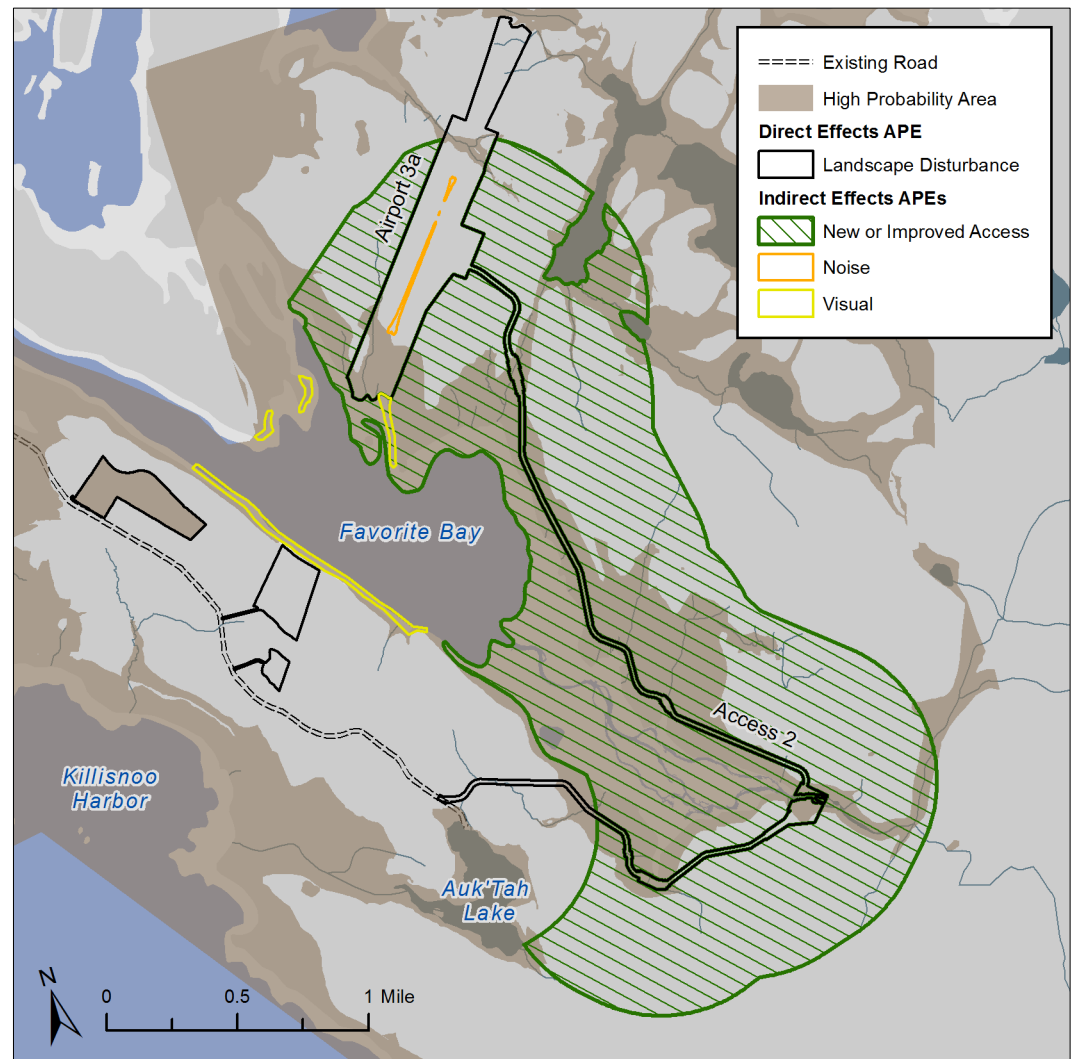 Existing Road
High Probability Area
Direct Effects APE
Landscape Disturbance
Indirect Effects APEs
New or Improved Access
Noise
Visual
Airport 3a
Favorite Bay
Access 2
Killisnoo
Harbor
Auk'Tah
Lake
N
0 0.5 1 Mile